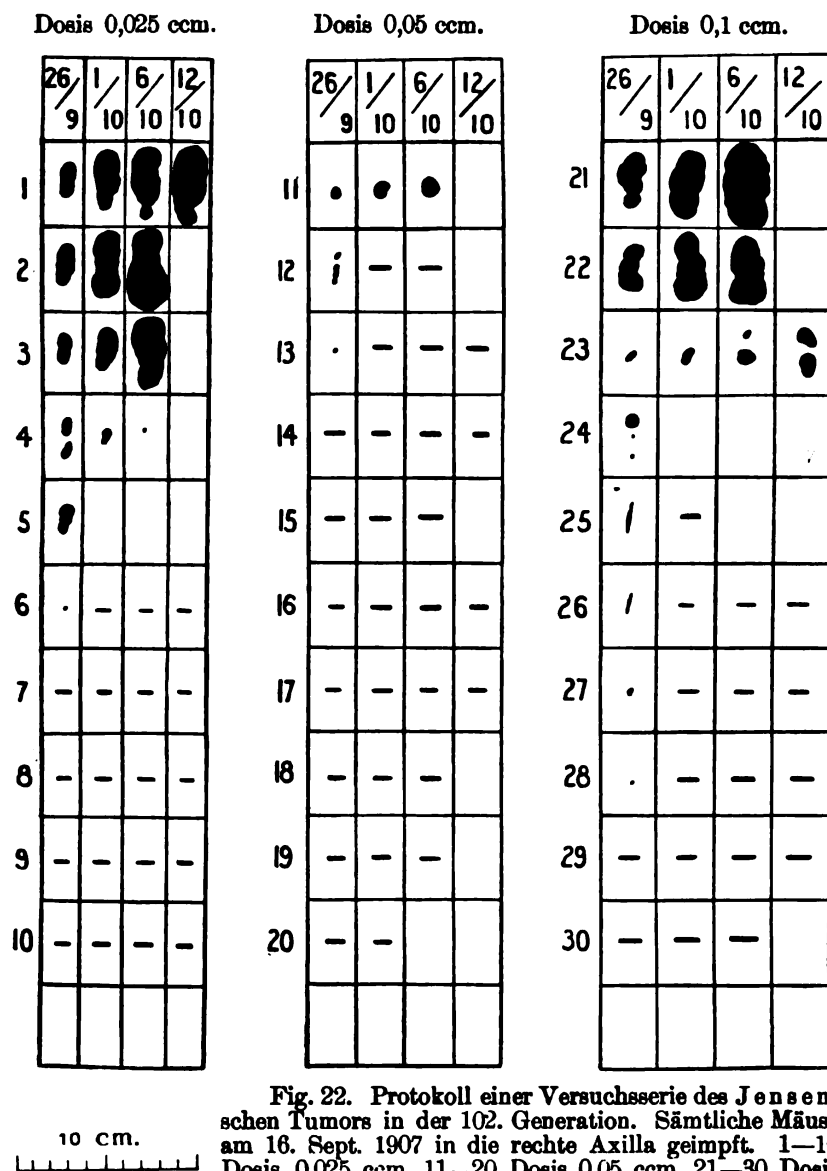 Dosis 0,025 ccm. Dosis 0,05 ccm. Dosis 0,1 ccm.
26/9 1/10 6/10 12/10 26/9 1/10 6/10 12/10 26/9 1/10 6/10 12/10
1 11 21
2 12 22
3 13 23
4 14 24
5 15 25
6 16 26
7 17 27
8 18 28
9 19 29
10 20 30
Fig. 22. Protokoll einer Versuchsserie des Jensen
schen Tumors in der 102. Generation. Sämtliche Mäus
10 cm. am 16. Sept. 1907 in die rechte Axilla geimpft. 1—1
Dosis 0,025 ccm, 11—20 Dosis 0,05 ccm, 21—30 Dosi